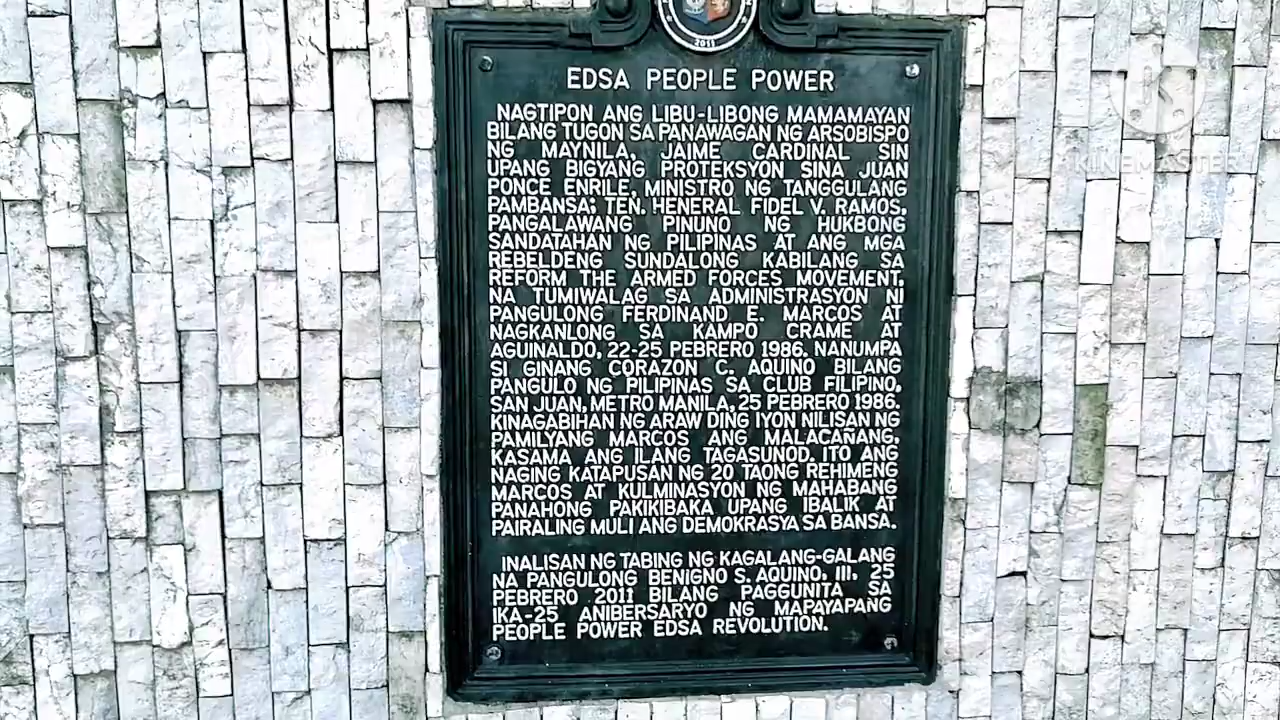 2011
EDSA PEOPLE POWER
NAGTIPON ANG LIBU-LIBONG MAMAMAYAN
BILANG TUGON SA PANAWAGAN NG ARSOBISPO
NG MAYNILA, JAIME CARDINAL SIN
UPANG BIGYANG PROTEKSYON SINA JUAN
PONCE ENRILE, MINISTRO NG TANGGULANG
PAMBANSA; TEN. HENERAL FIDEL V. RAMOS,
PANGALAWANG PINUNO NG HUKBONG
SANDATAHAN NG PILIPINAS AT ANG MGA
REBELDENG SUNDALONG KABILANG SA
REFORM THE ARMED FORCES MOVEMENT,
NA TUMIWALAG SA ADMINISTRASYON NI
PANGULONG FERDINAND E. MARCOS AT
NAGKANLONG SA KAMPO CRAME AT
AGUINALDO, 22-25 PEBRERO 1986. NANUMPA
SI GINANG CORAZON C. AQUINO BILANG
PANGULO NG PILIPINAS SA CLUB FILIPINO,
SAN JUAN, METRO MANILA, 25 PEBRERO 1986.
KINAGABIHAN NG ARAW DING IYON NILISAN NG
PAMILYANG MARCOS ANG MALACAÑANG,
KASAMA ANG ILANG TAGASUNOD. ITO ANG
NAGING KATAPUSAN NG 20 TAONG REHIMENG
MARCOS AT KULMINASYON NG MAHABANG
PANAHONG PAKIKIBAKA UPANG IBALIK AT
PAIRALING MULI ANG DEMOKRASYA SA BANSA.
INALISAN NG TABING NG KAGALANG-GALANG
NA PANGULONG BENIGNO S. AQUINO, III, 25
PEBRERO 2011 BILANG PAGGUNITA SA
IKA-25 ANIBERSARYO NG MAPAYAPANG
PEOPLE POWER EDSA REVOLUTION.
KINEMASTER